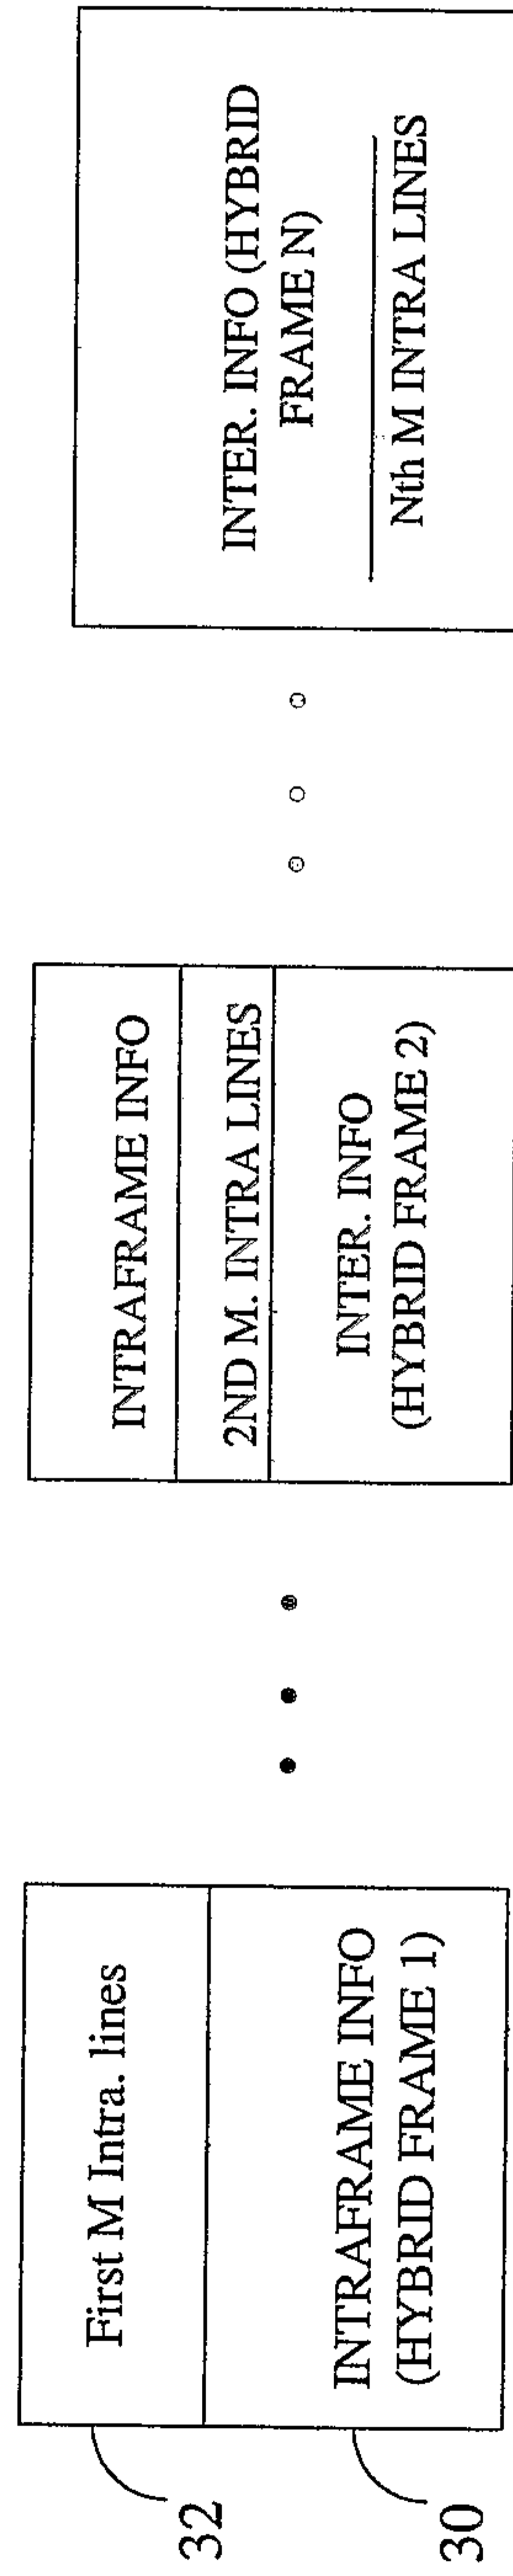 32
First M Intra. lines
30
INTRAFRAME INFO
(HYBRID FRAME 1)
INTRAFRAME INFO
2ND M. INTRA LINES
INTER. INFO
(HYBRID FRAME 2)
INTER. INFO (HYBRID
FRAME N)
Nth M INTRA LINES